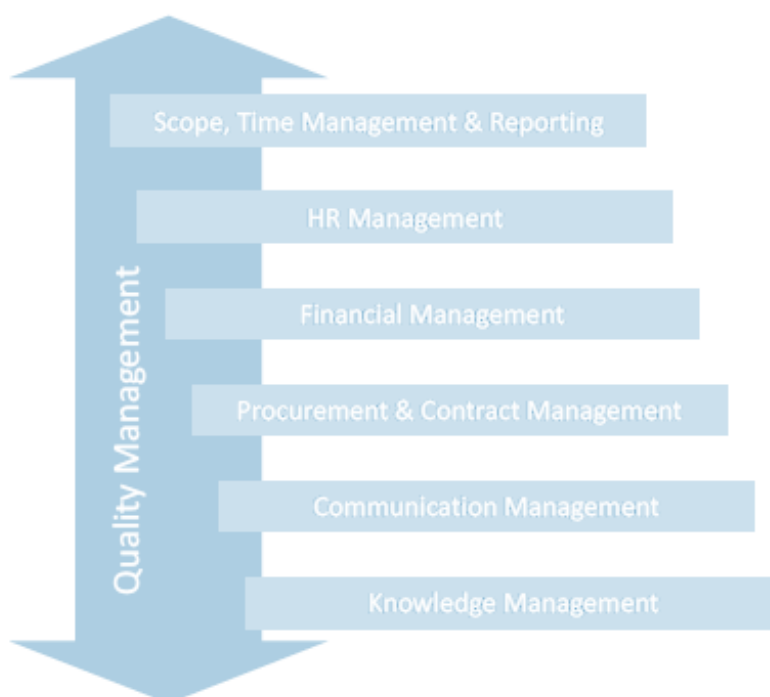 Scope, Time Management & Reporting
HR Management
Financial Management
Procurement & Contract Management
Communication Management
Knowledge Management
Quality Management